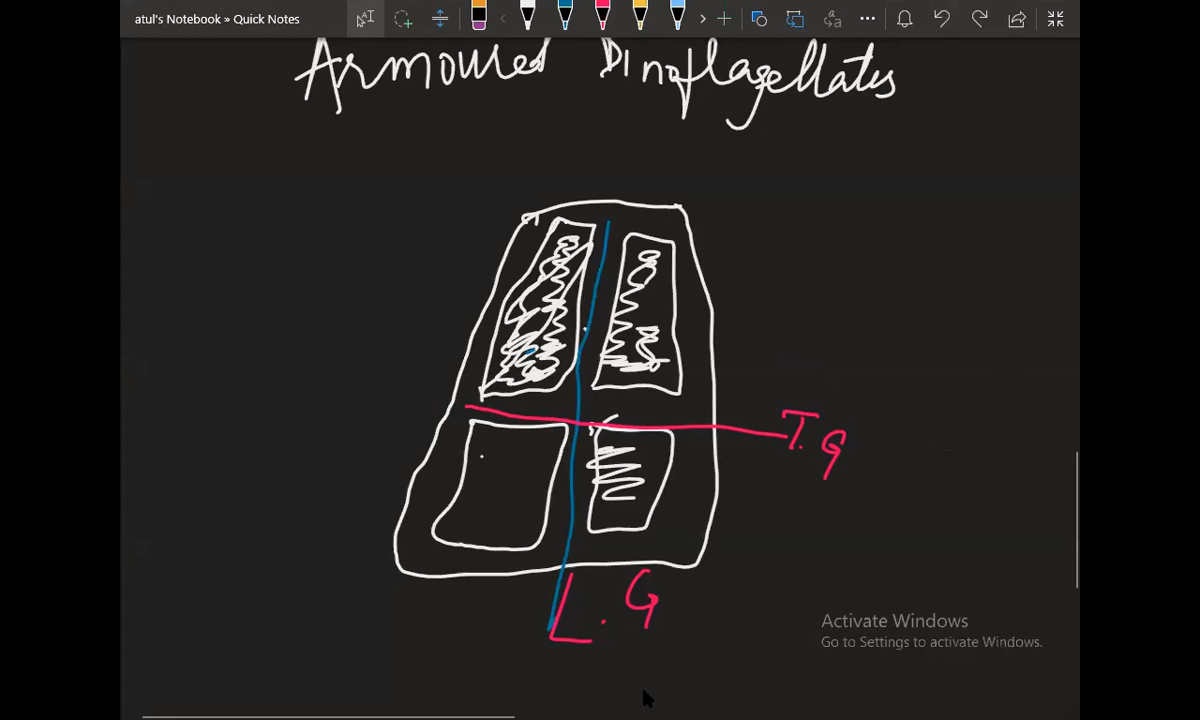 atul's Notebook » Quick Notes
Armoured Dinoflagellates
T.G
L.G
Activate Windows
Go to Settings to activate Windows.